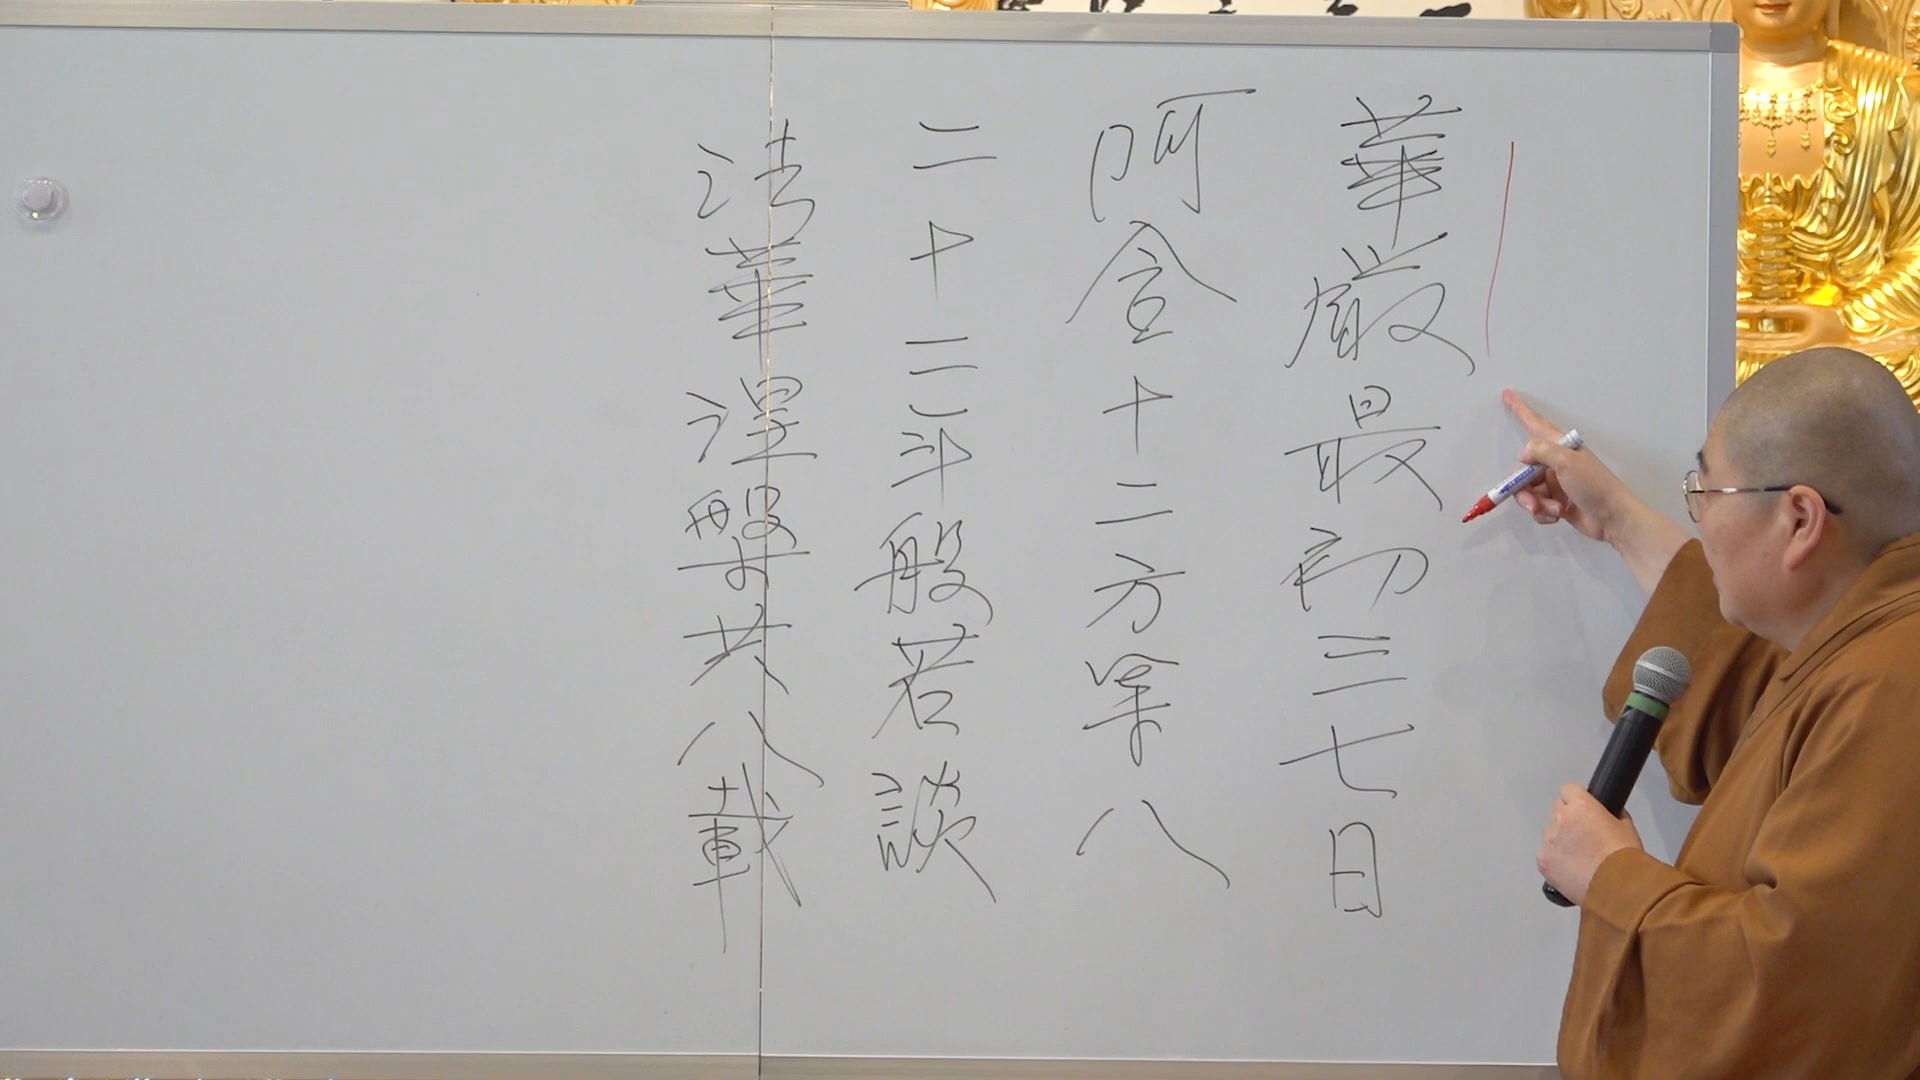 華厳最初三七日
阿含十二方等八
二十二年般若談
法華涅槃共八載